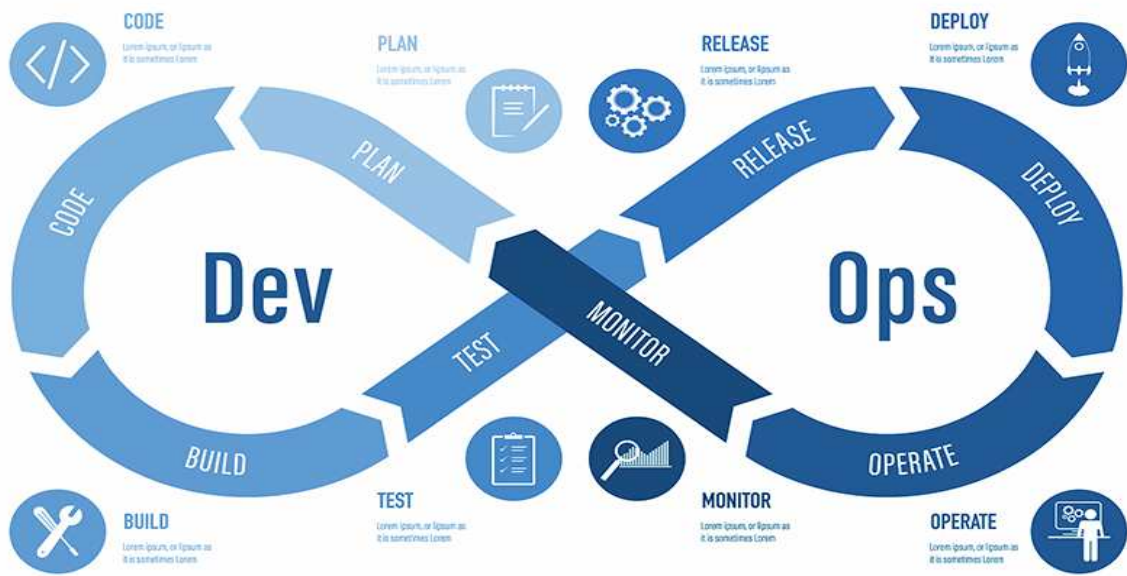 CODE
Lorem ipsum, or lipsum as
it is sometimes Lorem
PLAN
Lorem ipsum, or lipsum as
it is sometimes Lorem
RELEASE
Lorem ipsum, or lipsum as
it is sometimes Lorem
DEPLOY
Lorem ipsum, or lipsum as
it is sometimes Lorem
PLAN
RELEASE
CODE
DEPLOY
Dev
Ops
TEST
MONITOR
BUILD
OPERATE
BUILD
Lorem ipsum, or lipsum as
it is sometimes Lorem
TEST
Lorem ipsum, or lipsum as
it is sometimes Lorem
MONITOR
Lorem ipsum, or lipsum as
it is sometimes Lorem
OPERATE
Lorem ipsum, or lipsum as
it is sometimes Lorem